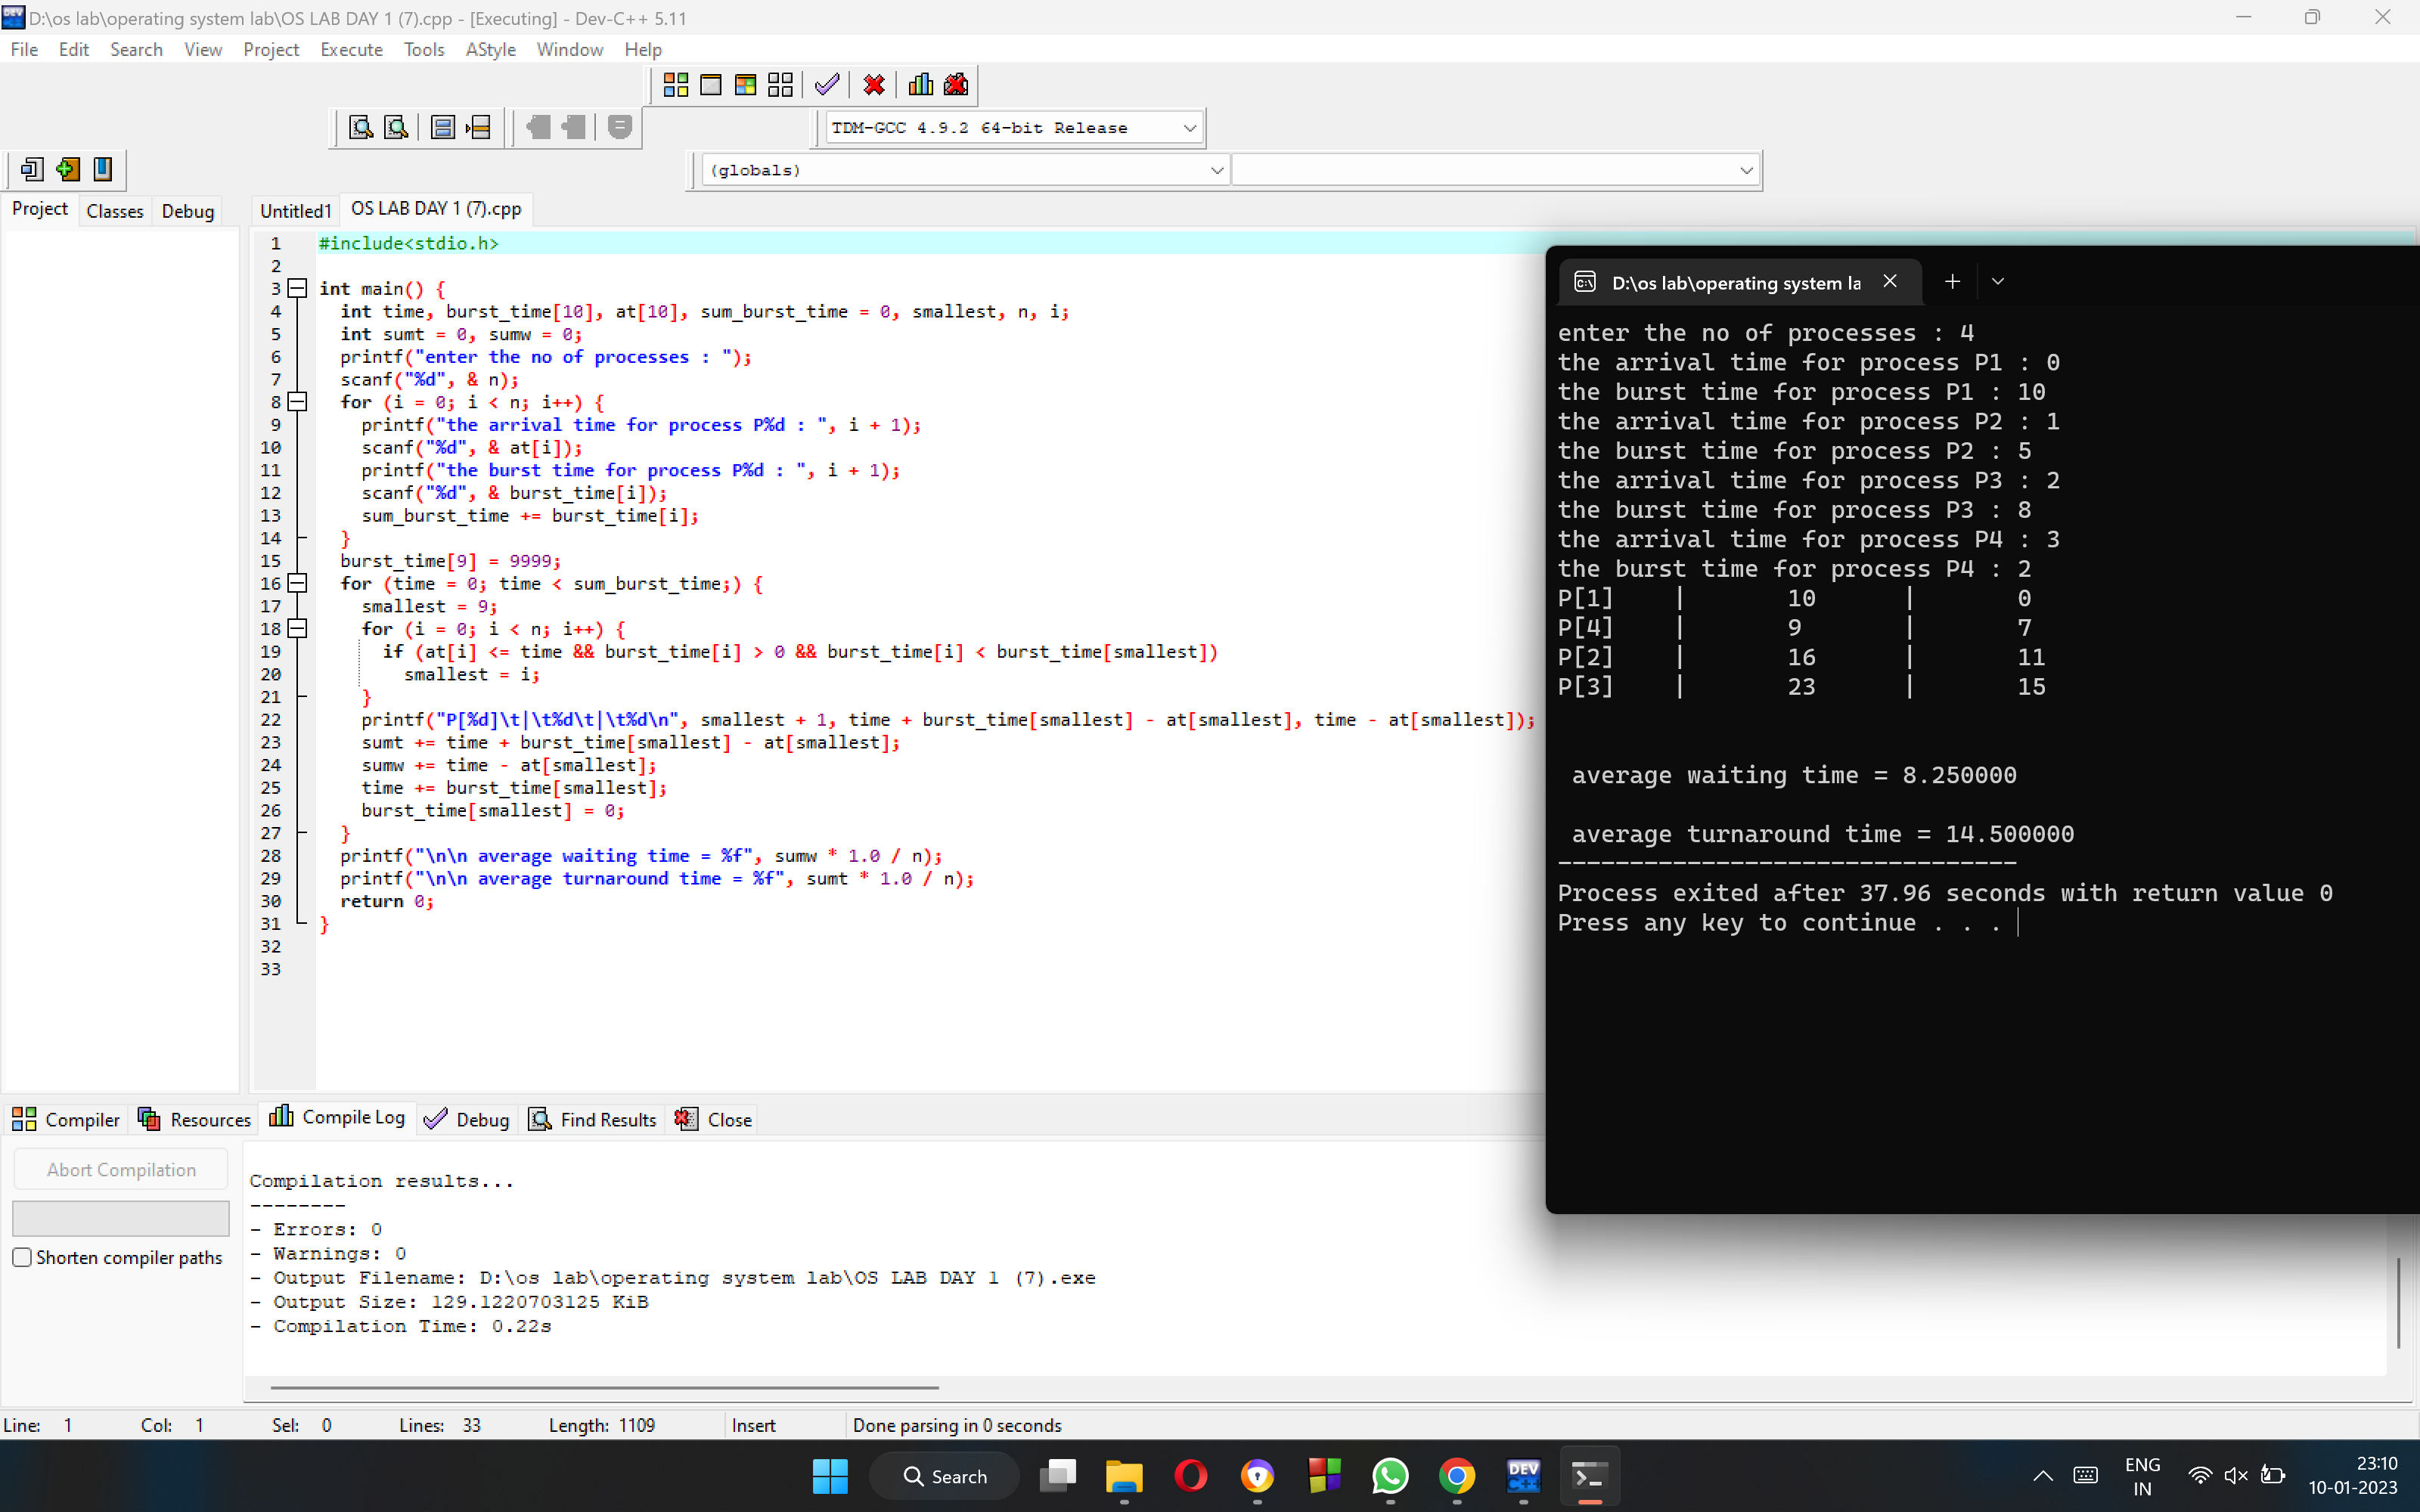 D:\os lab\operating system lab\OS LAB DAY 1 (7).cpp - [Executing] - Dev-C++ 5.11
File Edit Search View Project Execute Tools AStyle Window Help
TDM-GCC 4.9.2 64-bit Release
(globals)
Project Classes Debug
Untitled1 OS LAB DAY 1 (7).cpp
1 #include<stdio.h>
2
3 int main() {
4 int time, burst_time[10], at[10], sum_burst_time = 0, smallest, n, i;
5 int sumt = 0, sumw = 0;
6 printf("enter the no of processes : ");
7 scanf("%d", & n);
8 for (i = 0; i < n; i++) {
9 printf("the arrival time for process P%d : ", i + 1);
10 scanf("%d", & at[i]);
11 printf("the burst time for process P%d : ", i + 1);
12 scanf("%d", & burst_time[i]);
13 sum_burst_time += burst_time[i];
14 }
15 burst_time[9] = 9999;
16 for (time = 0; time < sum_burst_time;) {
17 smallest = 9;
18 for (i = 0; i < n; i++) {
19 if (at[i] <= time && burst_time[i] > 0 && burst_time[i] < burst_time[smallest])
20 smallest = i;
21 }
22 printf("P[%d]\t|\t%d\t|\t%d\n", smallest + 1, time + burst_time[smallest] - at[smallest], time - at[smallest]);
23 sumt += time + burst_time[smallest] - at[smallest];
24 sumw += time - at[smallest];
25 time += burst_time[smallest];
26 burst_time[smallest] = 0;
27 }
28 printf("\n\n average waiting time = %f", sumw * 1.0 / n);
29 printf("\n\n average turnaround time = %f", sumt * 1.0 / n);
30 return 0;
31 }
32
33
D:\os lab\operating system la
enter the no of processes : 4
the arrival time for process P1 : 0
the burst time for process P1 : 10
the arrival time for process P2 : 1
the burst time for process P2 : 5
the arrival time for process P3 : 2
the burst time for process P3 : 8
the arrival time for process P4 : 3
the burst time for process P4 : 2
P[1] | 10 | 0
P[4] | 9 | 7
P[2] | 16 | 11
P[3] | 23 | 15
average waiting time = 8.250000
average turnaround time = 14.500000
--------------------------------
Process exited after 37.96 seconds with return value 0
Press any key to continue . . .
Compiler Resources Compile Log Debug Find Results Close
Abort Compilation
Shorten compiler paths
Compilation results...
--------
- Errors: 0
- Warnings: 0
- Output Filename: D:\os lab\operating system lab\OS LAB DAY 1 (7).exe
- Output Size: 129.1220703125 KiB
- Compilation Time: 0.22s
Line: 1 Col: 1 Sel: 0 Lines: 33 Length: 1109 Insert Done parsing in 0 seconds
Search
DEV C++
ENG
IN
23:10
10-01-2023